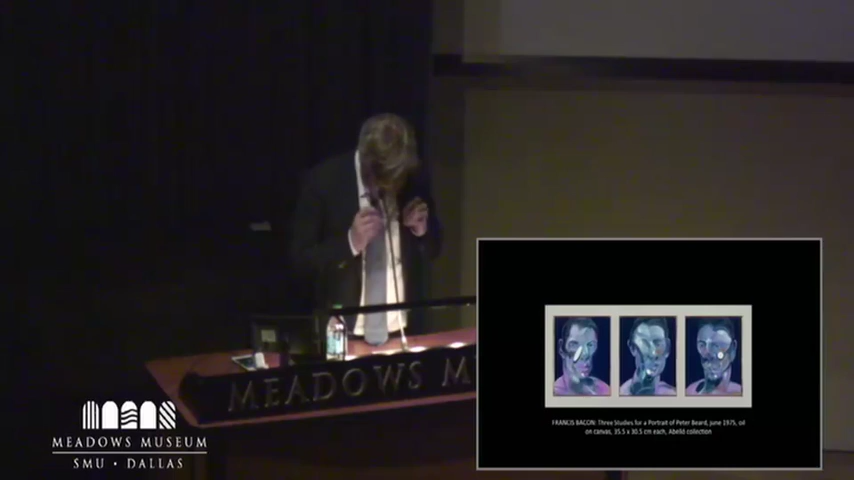 MEADOWS M
FRANCIS BACON: Three Studies for a Portrait of Peter Beard, june 1975, oil
on canvas, 35.5 x 30.5 cm each, Abelló collection
MEADOWS MUSEUM
SMU • DALLAS